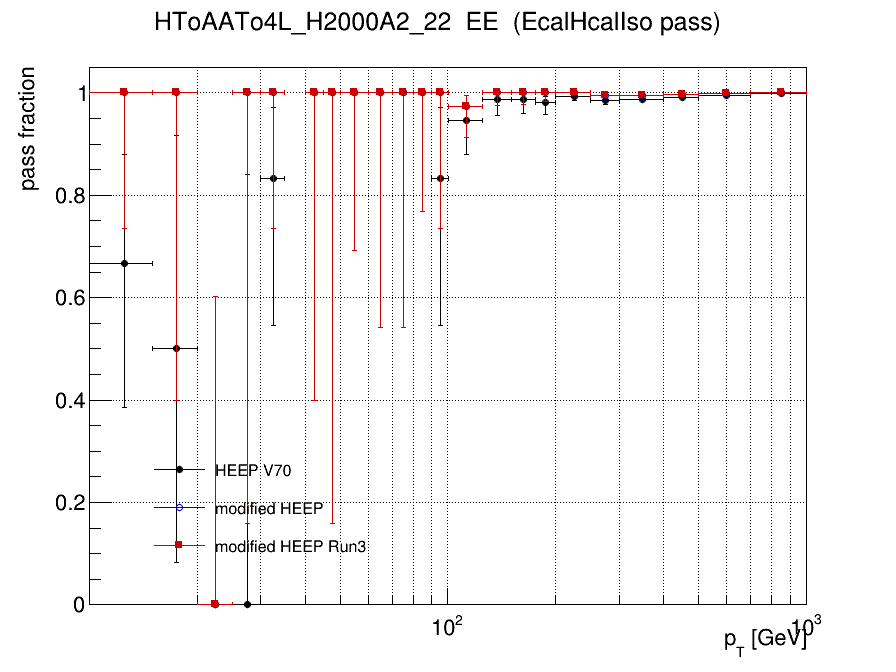 HToAATo4L_H2000A2_22 EE (EcalHcalIso pass)
pass fraction
1
0.8
0.6
0.4
0.2
0
HEEP V70
modified HEEP
modified HEEP Run3
10²
10³
p_T [GeV]